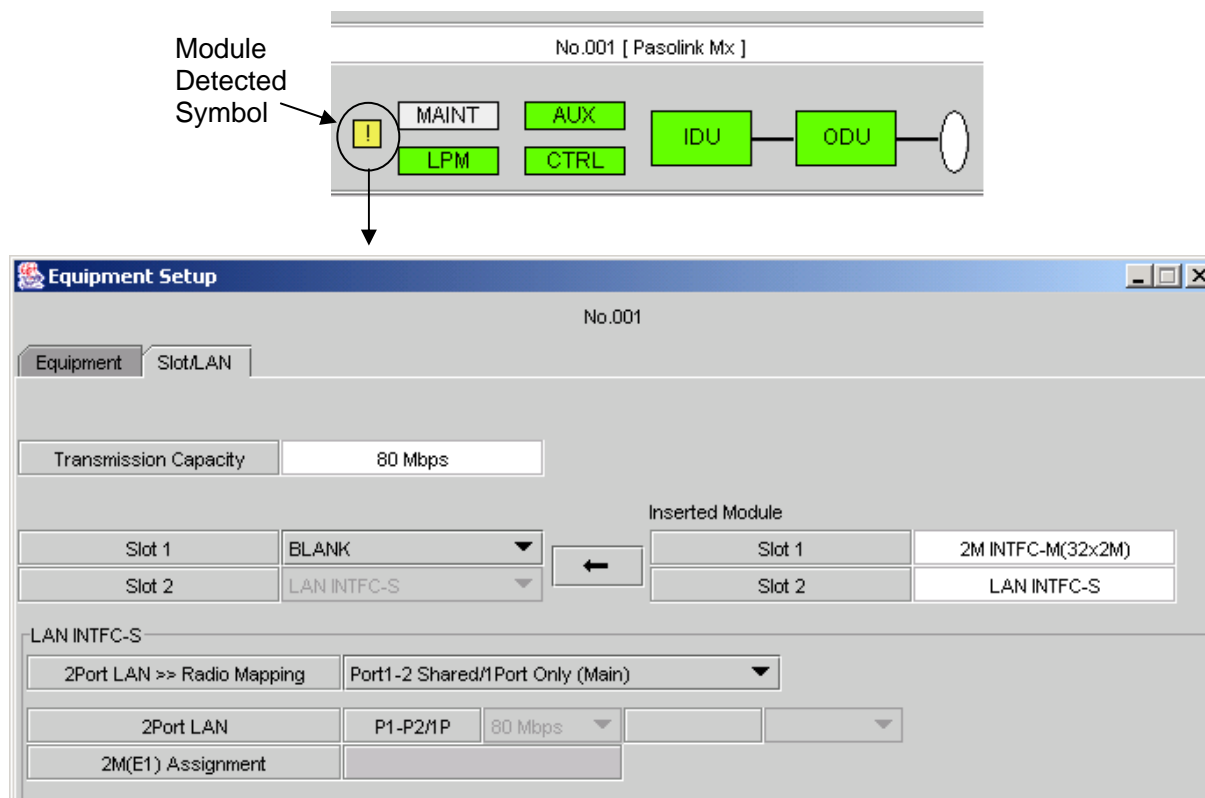 Module
Detected
Symbol
No.001 [ Pasolink Mx ]
!
MAINT
AUX
LPM
CTRL
IDU
ODU
Equipment Setup
No.001
Equipment
Slot/LAN
Transmission Capacity
80 Mbps
Inserted Module
Slot 1
BLANK
Slot 1
2M INTFC-M(32x2M)
Slot 2
LAN INTFC-S
Slot 2
LAN INTFC-S
LAN INTFC-S
2Port LAN >> Radio Mapping
Port1-2 Shared/1Port Only (Main)
2Port LAN
P1-P2/1P
80 Mbps
2M(E1) Assignment